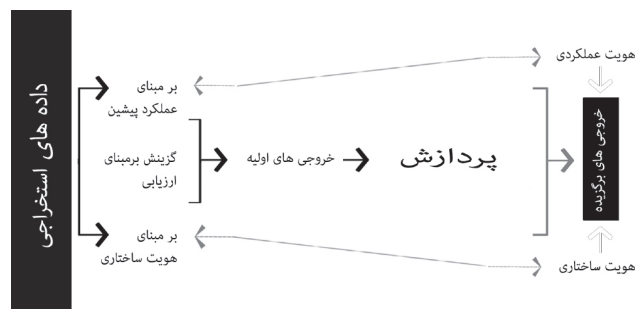 داده های استخراجی
بر مبنای
عملکرد پیشین
گزینش برمبنای
ارزیابی
بر مبنای
هویت ساختاری
خروجی های اولیه
پردازش
هویت عملکردی
خروجی های برگزیده
هویت ساختاری